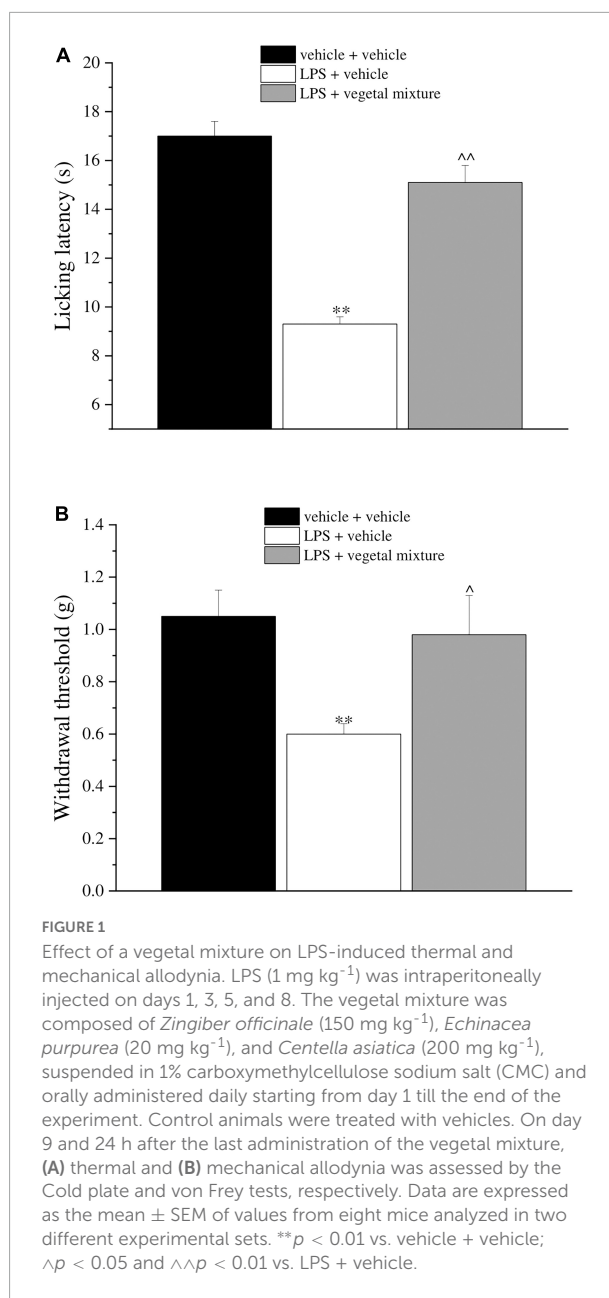 A
vehicle + vehicle
LPS + vehicle
LPS + vegetal mixture
20
18
16
14
12
10
8
6
Licking latency (s)
**
^^
B
vehicle + vehicle
LPS + vehicle
LPS + vegetal mixture
1.4
1.2
1.0
0.8
0.6
0.4
0.2
0.0
Withdrawal threshold (g)
**
^
FIGURE 1
Effect of a vegetal mixture on LPS-induced thermal and
mechanical allodynia. LPS (1 mg kg⁻¹) was intraperitoneally
injected on days 1, 3, 5, and 8. The vegetal mixture was
composed of Zingiber officinale (150 mg kg⁻¹), Echinacea
purpurea (20 mg kg⁻¹), and Centella asiatica (200 mg kg⁻¹),
suspended in 1% carboxymethylcellulose sodium salt (CMC) and
orally administered daily starting from day 1 till the end of the
experiment. Control animals were treated with vehicles. On day
9 and 24 h after the last administration of the vegetal mixture,
(A) thermal and (B) mechanical allodynia was assessed by the
Cold plate and von Frey tests, respectively. Data are expressed
as the mean ± SEM of values from eight mice analyzed in two
different experimental sets. **p < 0.01 vs. vehicle + vehicle;
∧p < 0.05 and ∧∧p < 0.01 vs. LPS + vehicle.